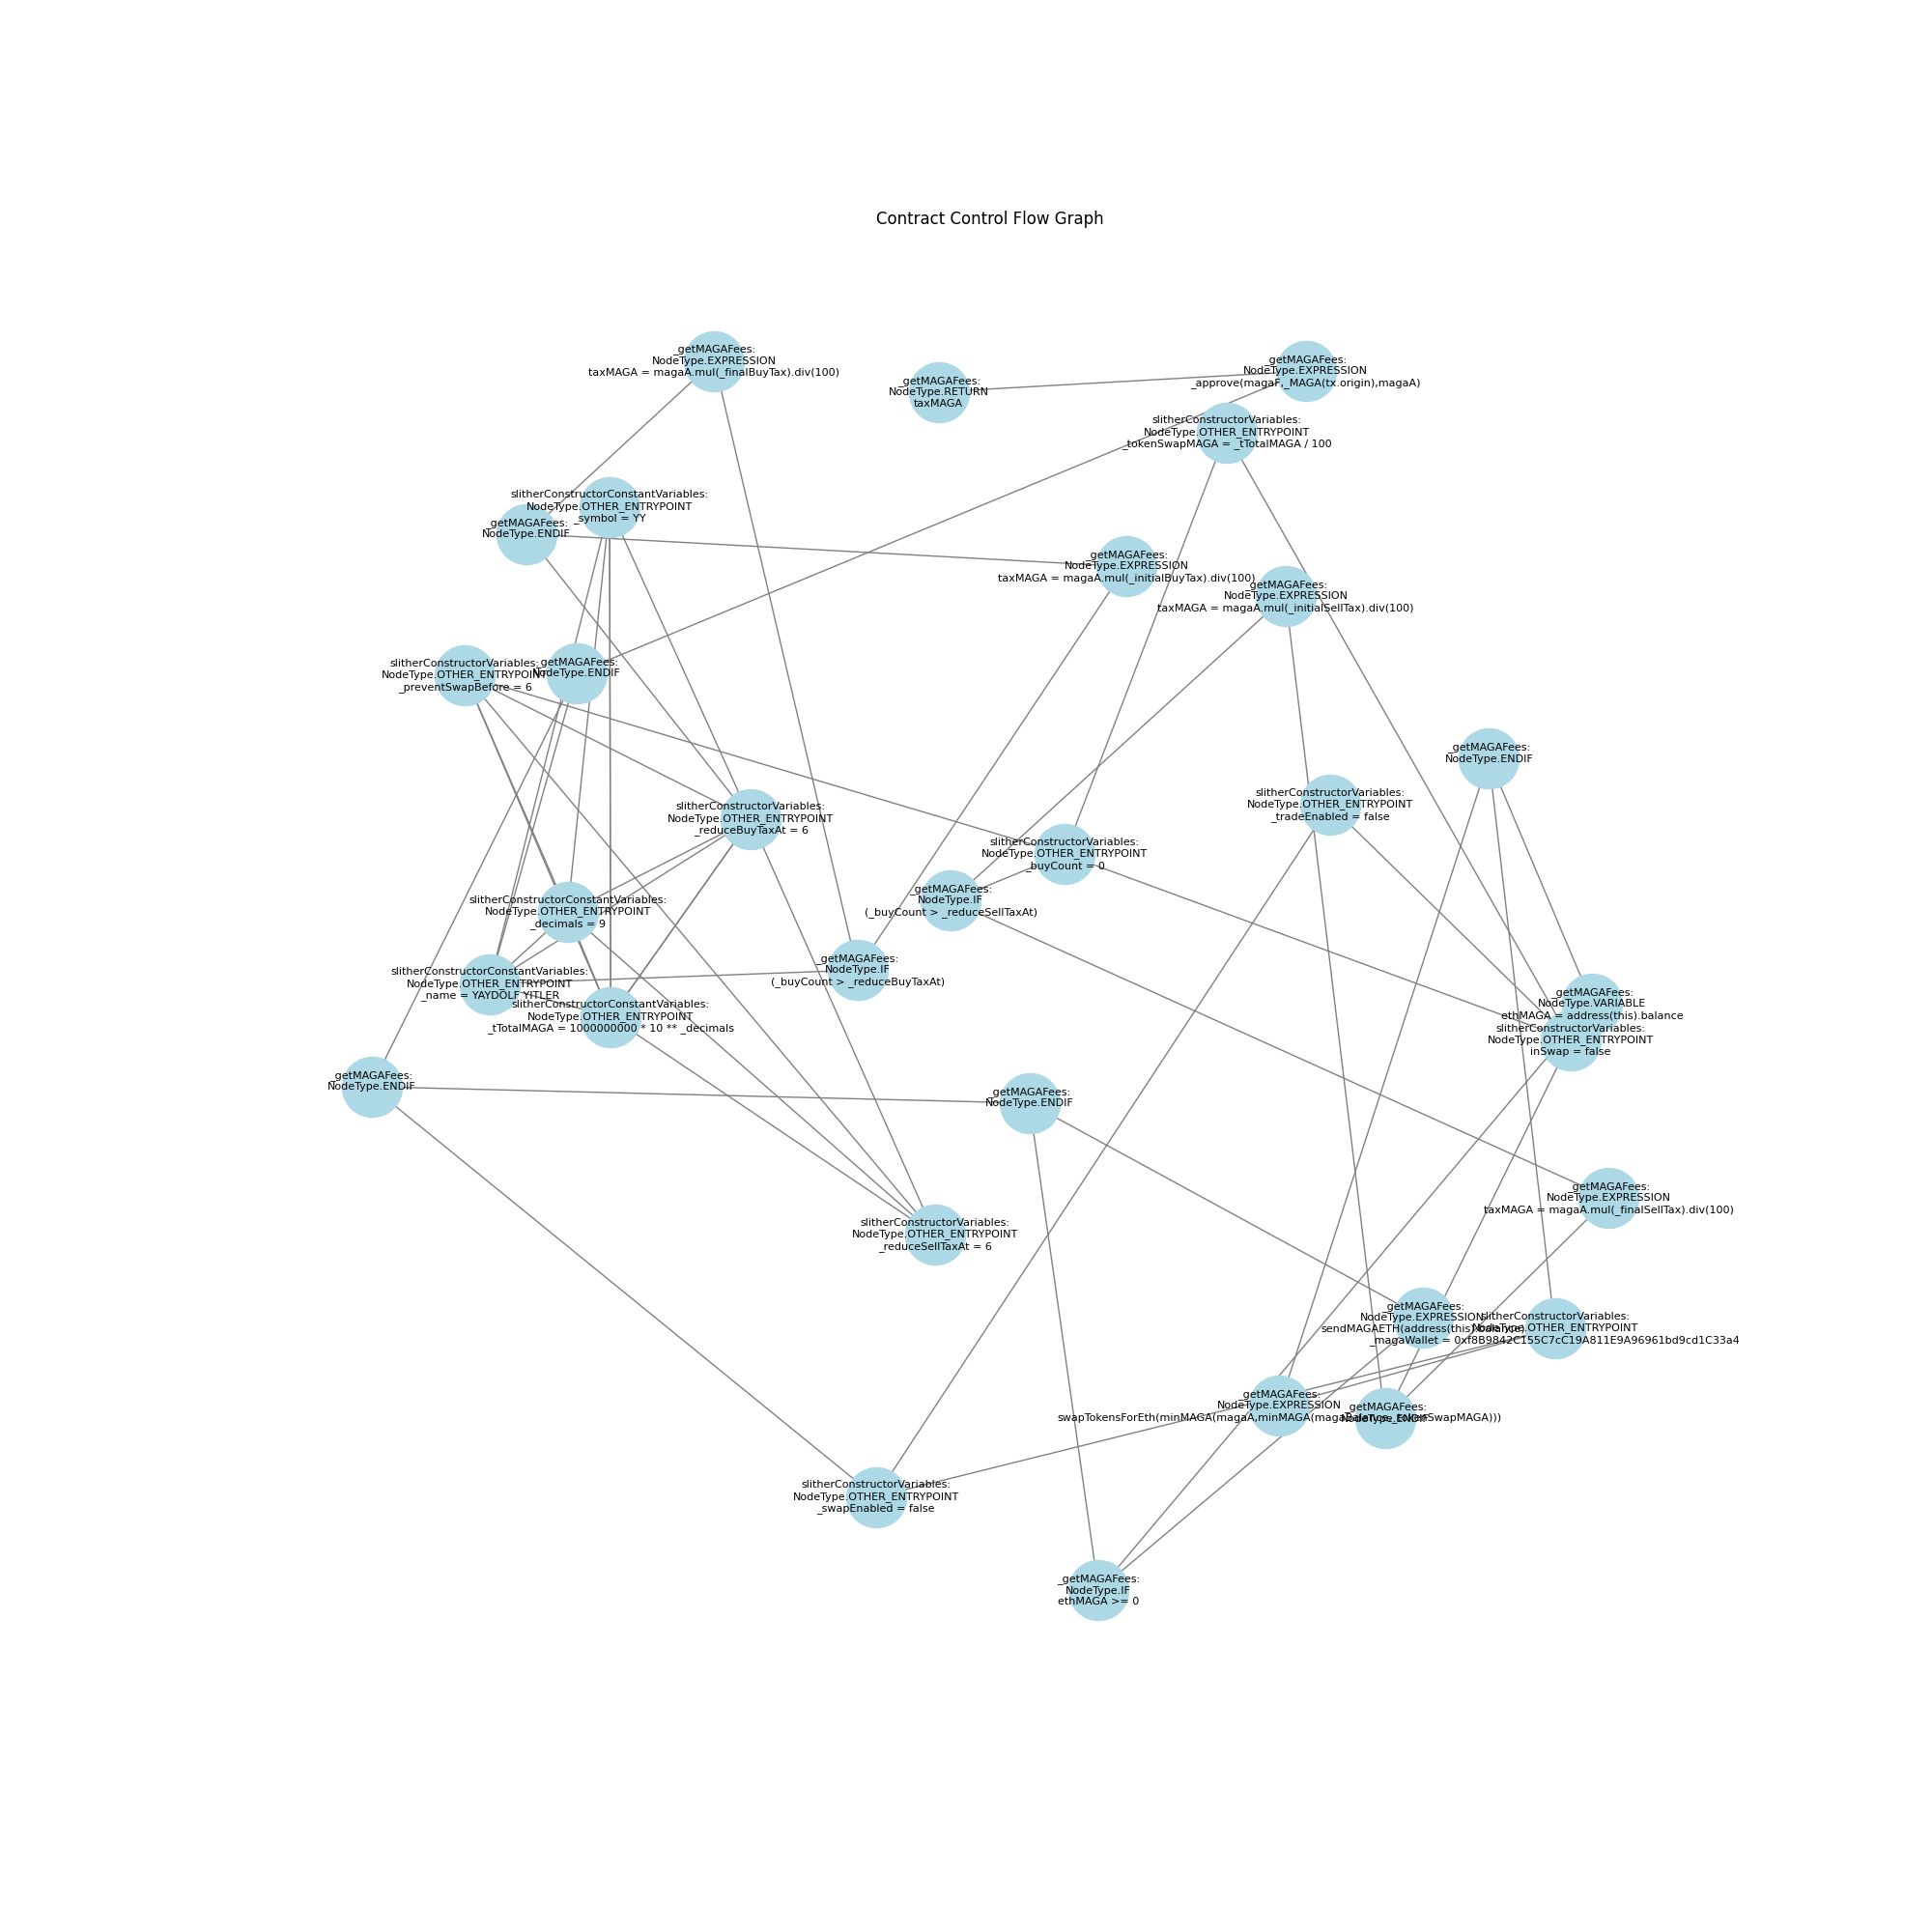 Contract Control Flow Graph
_getMAGAFees:
NodeType.EXPRESSION
taxMAGA = magaA.mul(_finalBuyTax).div(100)
_getMAGAFees:
NodeType.RETURN
taxMAGA
_getMAGAFees:
NodeType.EXPRESSION
_approve(magaF,_MAGA(tx.origin),magaA)
slitherConstructorVariables:
NodeType.OTHER_ENTRYPOINT
_tokenSwapMAGA = _tTotalMAGA / 100
slitherConstructorConstantVariables:
NodeType.OTHER_ENTRYPOINT
_symbol = YY
_getMAGAFees:
NodeType.ENDIF
_getMAGAFees:
NodeType.EXPRESSION
taxMAGA = magaA.mul(_initialBuyTax).div(100)
_getMAGAFees:
NodeType.EXPRESSION
taxMAGA = magaA.mul(_initialSellTax).div(100)
slitherConstructorVariables:
NodeType.OTHER_ENTRYPOINT
_preventSwapBefore = 6
_getMAGAFees:
NodeType.ENDIF
_getMAGAFees:
NodeType.ENDIF
slitherConstructorVariables:
NodeType.OTHER_ENTRYPOINT
_tradeEnabled = false
slitherConstructorVariables:
NodeType.OTHER_ENTRYPOINT
_reduceBuyTaxAt = 6
slitherConstructorVariables:
NodeType.OTHER_ENTRYPOINT
_buyCount = 0
_getMAGAFees:
NodeType.IF
(_buyCount > _reduceSellTaxAt)
slitherConstructorConstantVariables:
NodeType.OTHER_ENTRYPOINT
_decimals = 9
_getMAGAFees:
NodeType.IF
(_buyCount > _reduceBuyTaxAt)
slitherConstructorConstantVariables:
NodeType.OTHER_ENTRYPOINT
_name = YAYDOLF YITLER
slitherConstructorConstantVariables:
NodeType.OTHER_ENTRYPOINT
_tTotalMAGA = 1000000000 * 10 ** _decimals
_getMAGAFees:
NodeType.VARIABLE
ethMAGA = address(this).balance
slitherConstructorVariables:
NodeType.OTHER_ENTRYPOINT
inSwap = false
_getMAGAFees:
NodeType.ENDIF
_getMAGAFees:
NodeType.ENDIF
_getMAGAFees:
NodeType.EXPRESSION
taxMAGA = magaA.mul(_finalSellTax).div(100)
slitherConstructorVariables:
NodeType.OTHER_ENTRYPOINT
_reduceSellTaxAt = 6
_getMAGAFees:
NodeType.EXPRESSION
sendMAGAETH(address(this).balance)
slitherConstructorVariables:
NodeType.OTHER_ENTRYPOINT
_magaWallet = 0xf8B9842C155C7cC19A811E9A96961bd9cd1C33a4
_getMAGAFees:
NodeType.EXPRESSION
swapTokensForEth(minMAGA(magaA,minMAGA(magaBalance,_tokenSwapMAGA)))
_getMAGAFees:
NodeType.ENDIF
slitherConstructorVariables:
NodeType.OTHER_ENTRYPOINT
_swapEnabled = false
_getMAGAFees:
NodeType.IF
ethMAGA >= 0